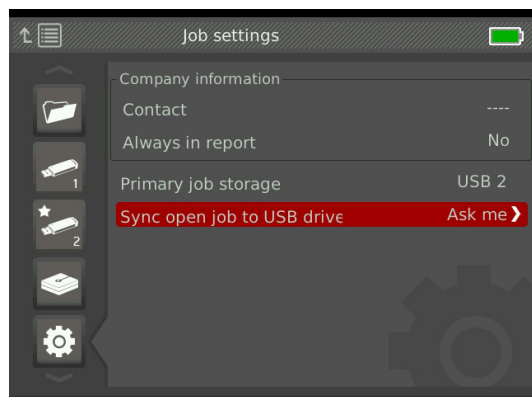 Job settings
Company information
Contact ----
Always in report No
1
Primary job storage USB 2
Sync open job to USB drive Ask me
2